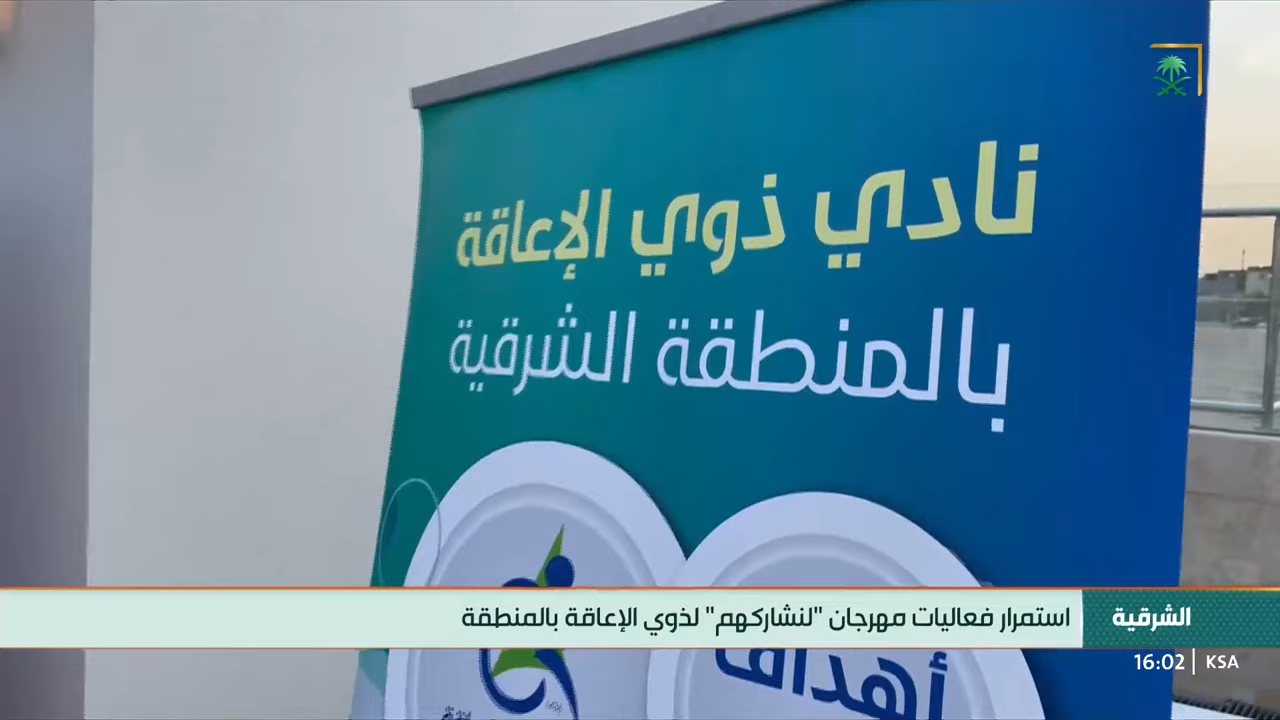 نادي ذوي الإعاقة
بالمنطقة الشرقية
أهداف
الشرقية
استمرار فعاليات مهرجان "لنشاركهم" لذوي الإعاقة بالمنطقة
16:02 | KSA